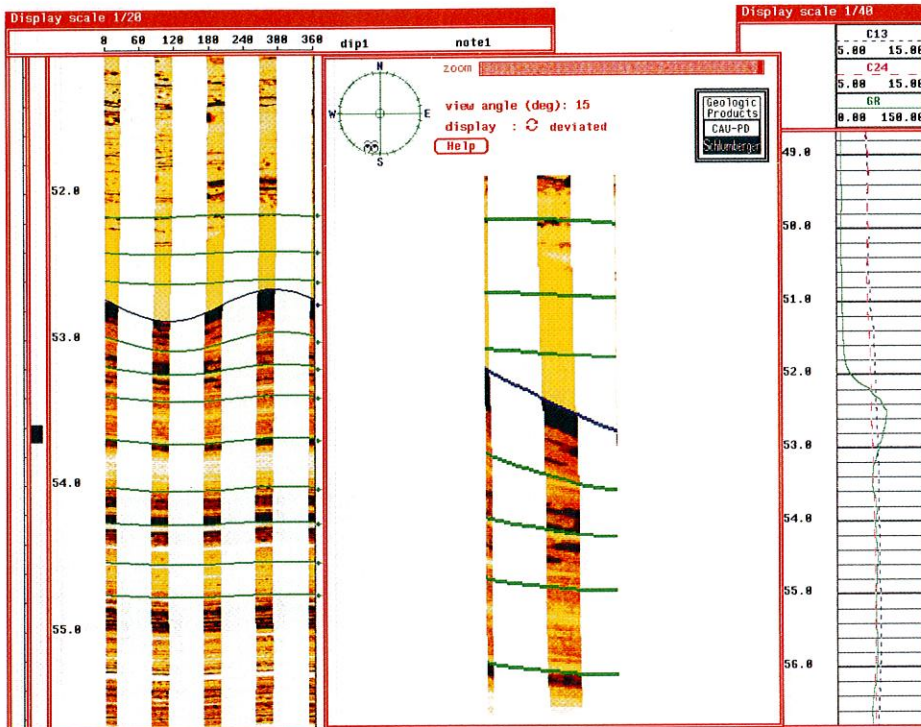 Display scale 1/20
0 60 120 180 240 300 360
dip1
note1
52.0
53.0
54.0
55.0
zoom
N
W
E
S
view angle (deg): 15
display : deviated
Help
Geologic
Products
CAU-PD
Schlumberger
Display scale 1/40
C13
5.00 15.00
C24
5.00 15.00
GR
0.00 150.00
49.0
50.0
51.0
52.0
53.0
54.0
55.0
56.0